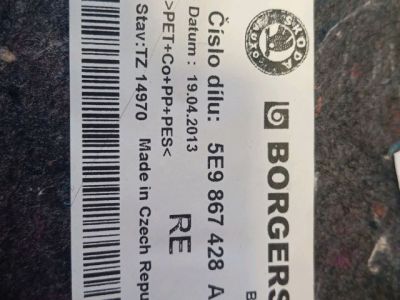 ŠKODA
AUTO
BORGERS
Číslo dílu: 5E9 867 428 A
Datum: 19.04.2013
>PET+Co+PP+PES< RE
Stav:TZ 14970 Made in Czech Repu